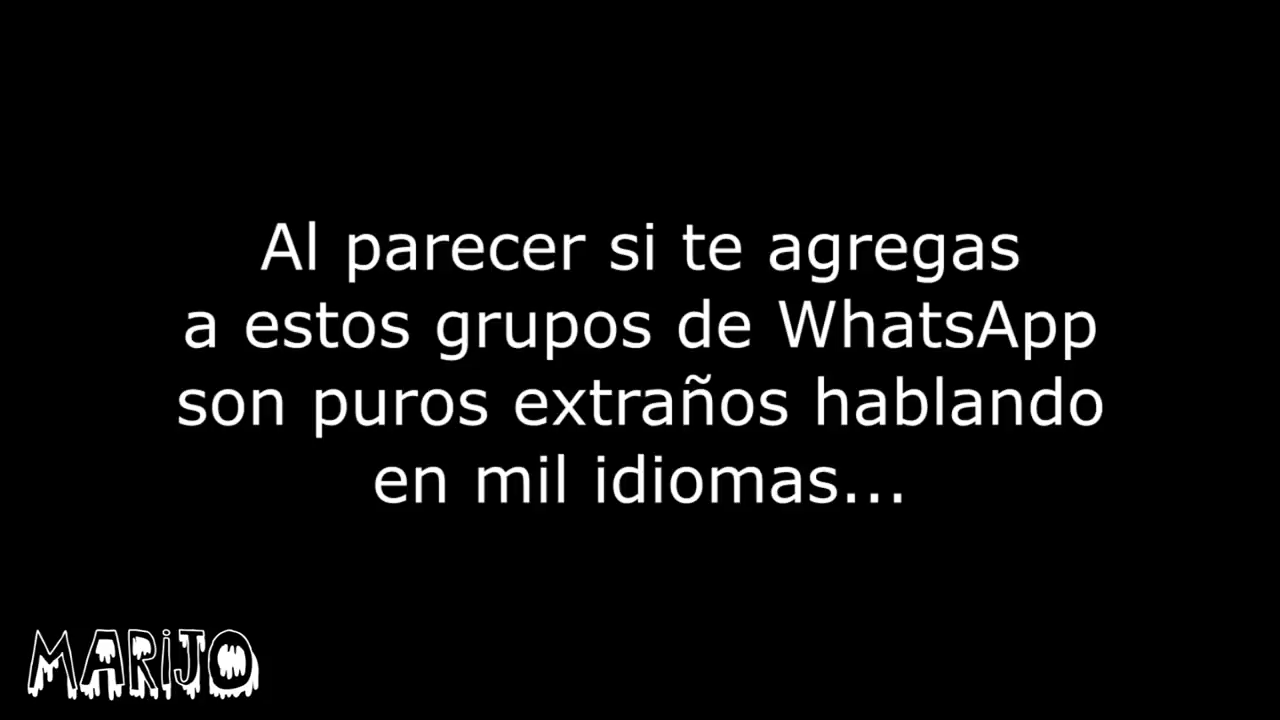 Al parecer si te agregas
a estos grupos de WhatsApp
son puros extraños hablando
en mil idiomas...
MARiJO